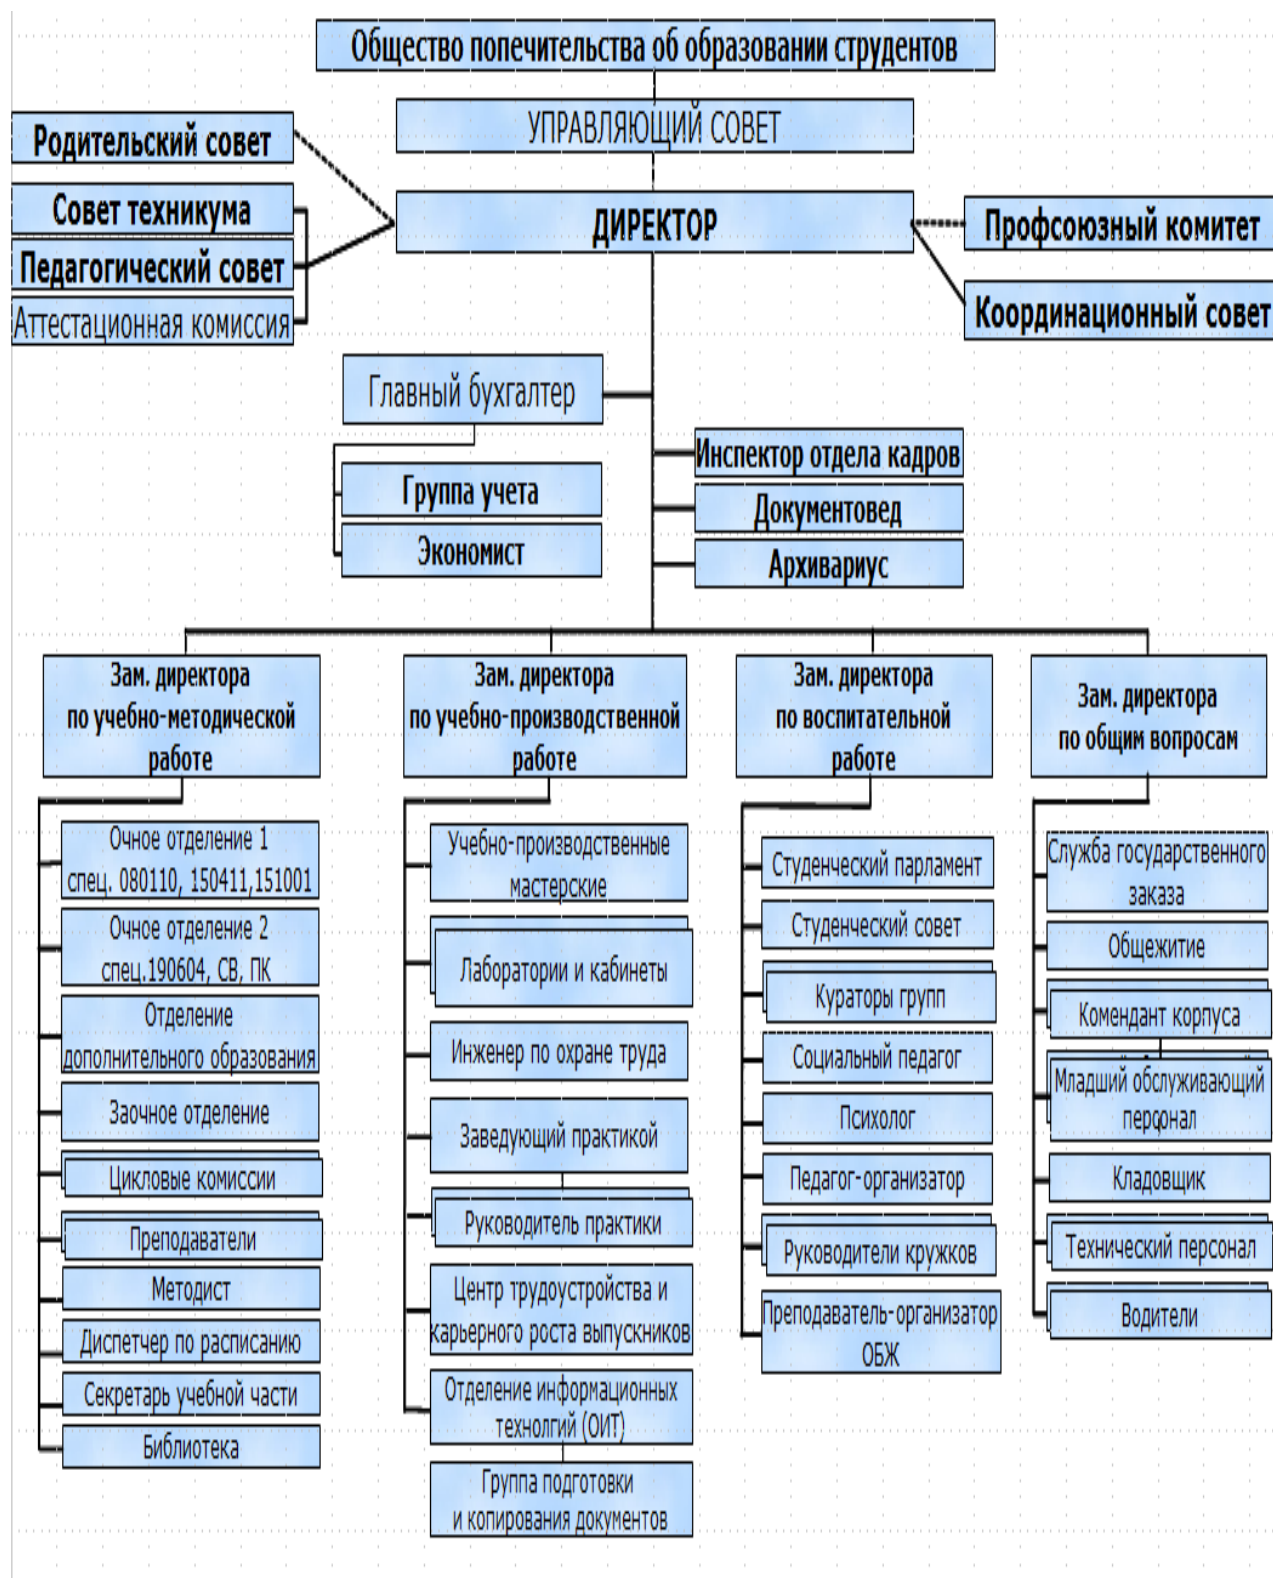 Общество попечительства об образовании струдентов
УПРАВЛЯЮЩИЙ СОВЕТ
Родительский совет
ДИРЕКТОР
Совет техникума
Педагогический совет
Аттестационная комиссия
Профсоюзный комитет
Координационный совет
Главный бухгалтер
Группа учета
Экономист
Инспектор отдела кадров
Документовед
Архивариус
Зам. директора
по учебно-методической
работе
Очное отделение 1
спец. 080110, 150411,151001
Очное отделение 2
спец.190604, СВ, ПК
Отделение
дополнительного образования
Заочное отделение
Цикловые комиссии
Преподаватели
Методист
Диспетчер по расписанию
Секретарь учебной части
Библиотека
Зам. директора
по учебно-производственной
работе
Учебно-производственные
мастерские
Лаборатории и кабинеты
Инженер по охране труда
Заведующий практикой
Руководитель практики
Центр трудоустройства и
карьерного роста выпускников
Отделение информационных
технолгий (ОИТ)
Группа подготовки
и копирования документов
Зам. директора
по воспитательной
работе
Студенческий парламент
Студенческий совет
Кураторы групп
Социальный педагог
Психолог
Педагог-организатор
Руководители кружков
Преподаватель-организатор
ОБЖ
Зам. директора
по общим вопросам
Служба государственного
заказа
Общежитие
Комендант корпуса
Младший обслуживающий
персонал
Кладовщик
Технический персонал
Водители